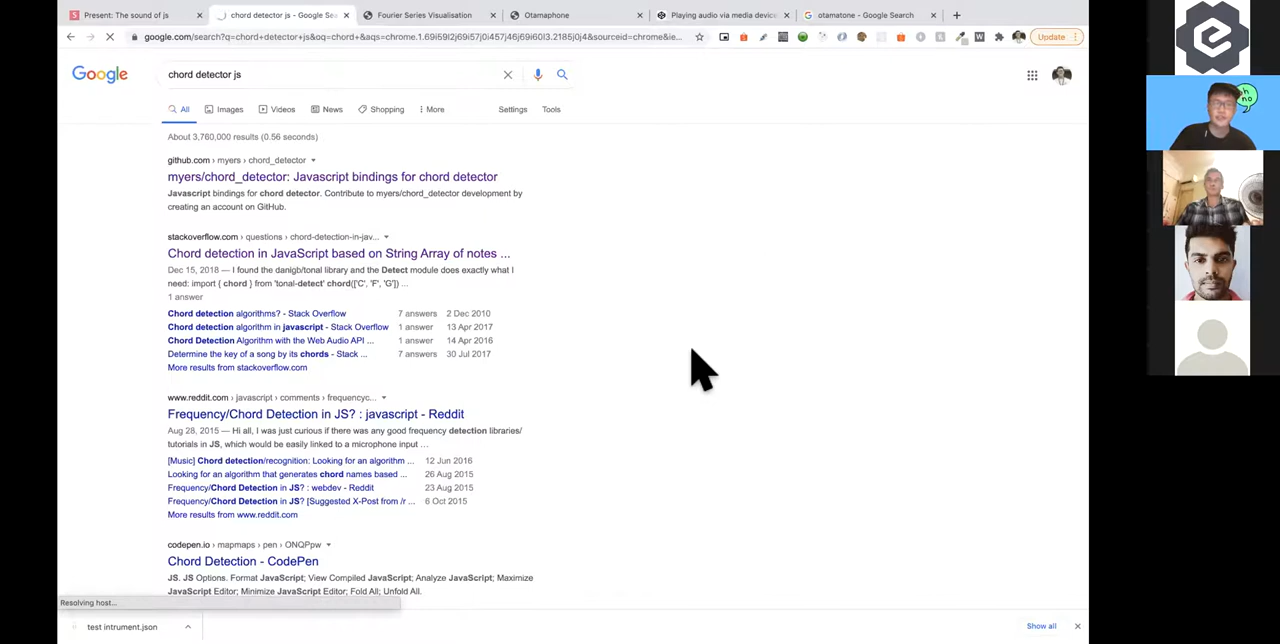 Present: The sound of js
chord detector js - Google Sea
Fourier Series Visualisation
Otamaphone
Playing audio via media device
otamatone - Google Search
google.com/search?q=chord+detector+js&oq=chord+&aqs=chrome.1.69i59l2j69i57j0i457j46j69i60l3.2185j0j4&sourceid=chrome&ie...
Update
Google
chord detector js
All
Images
Videos
News
Shopping
More
Settings
Tools
About 3,760,000 results (0.56 seconds)
github.com › myers › chord_detector
myers/chord_detector: Javascript bindings for chord detector
Javascript bindings for chord detector. Contribute to myers/chord_detector development by
creating an account on GitHub.
stackoverflow.com › questions › chord-detection-in-jav...
Chord detection in JavaScript based on String Array of notes ...
Dec 15, 2018 — I found the danigb/tonal library and the Detect module does exactly what I
need: import { chord } from 'tonal-detect' chord(['C', 'F', 'G']) ...
1 answer
Chord detection algorithms? - Stack Overflow 7 answers 2 Dec 2010
Chord detection algorithm in javascript - Stack Overflow 1 answer 13 Apr 2017
Chord Detection Algorithm with the Web Audio API ... 1 answer 14 Apr 2016
Determine the key of a song by its chords - Stack ... 7 answers 30 Jul 2017
More results from stackoverflow.com
www.reddit.com › javascript › comments › frequencyc...
Frequency/Chord Detection in JS? : javascript - Reddit
Aug 28, 2015 — Hi all, I was just curious if there was any good frequency detection libraries/
tutorials in JS, which would be easily linked to a microphone input ...
[Music] Chord detection/recognition: Looking for an algorithm ... 12 Jun 2016
Looking for an algorithm that generates chord names based ... 26 Aug 2015
Frequency/Chord Detection in JS? : webdev - Reddit 23 Aug 2015
Frequency/Chord Detection in JS? [Suggested X-Post from /r ... 6 Oct 2015
More results from www.reddit.com
codepen.io › mapmaps › pen › ONQPpw
Chord Detection - CodePen
JS. JS Options. Format JavaScript; View Compiled JavaScript; Analyze JavaScript; Maximize
JavaScript Editor; Minimize JavaScript Editor; Fold All; Unfold All.
Resolving host...
test intrument.json
Show all